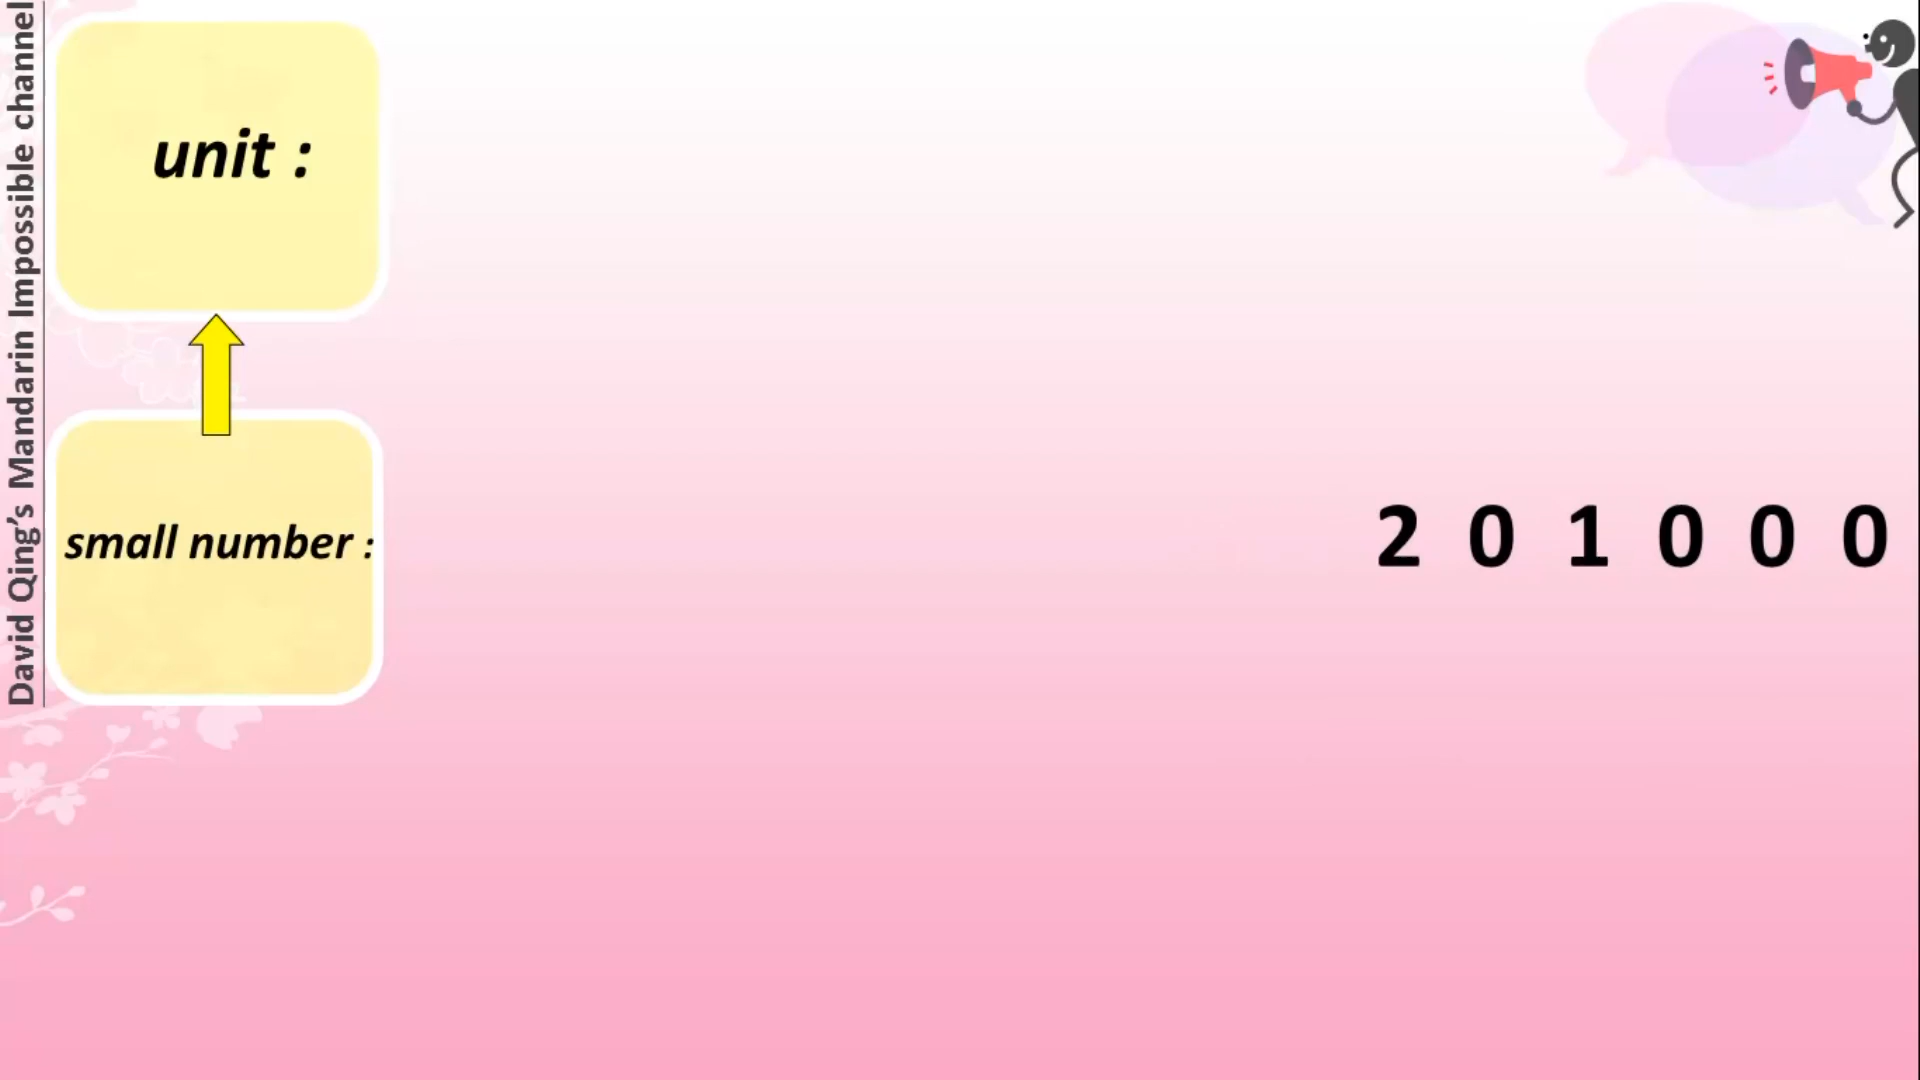 David Qing’s Mandarin Impossible channel
unit :
small number :
2 0 1 0 0 0